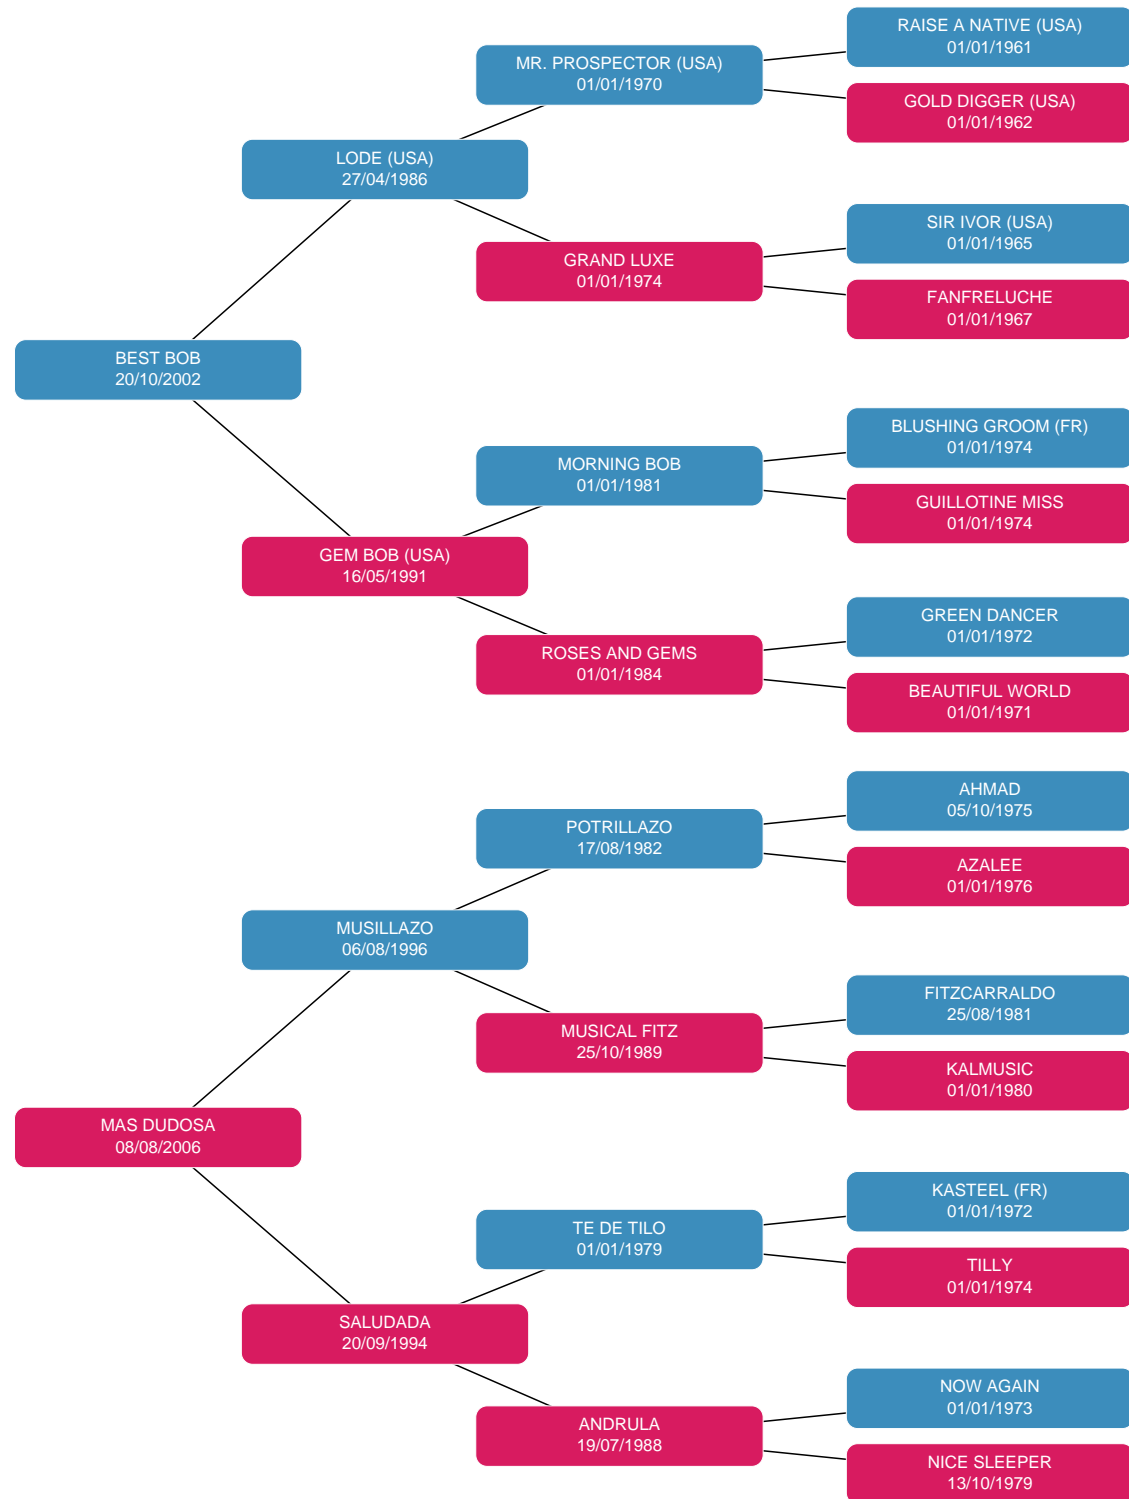 RAISE A NATIVE (USA)
01/01/1961
MR. PROSPECTOR (USA)
01/01/1970
GOLD DIGGER (USA)
01/01/1962
LODE (USA)
27/04/1986
SIR IVOR (USA)
01/01/1965
GRAND LUXE
01/01/1974
FANFRELUCHE
01/01/1967
BEST BOB
20/10/2002
BLUSHING GROOM (FR)
01/01/1974
MORNING BOB
01/01/1981
GUILLOTINE MISS
01/01/1974
GEM BOB (USA)
16/05/1991
GREEN DANCER
01/01/1972
ROSES AND GEMS
01/01/1984
BEAUTIFUL WORLD
01/01/1971
AHMAD
05/10/1975
POTRILLAZO
17/08/1982
AZALEE
01/01/1976
MUSILLAZO
06/08/1996
FITZCARRALDO
25/08/1981
MUSICAL FITZ
25/10/1989
KALMUSIC
01/01/1980
MAS DUDOSA
08/08/2006
KASTEEL (FR)
01/01/1972
TE DE TILO
01/01/1979
TILLY
01/01/1974
SALUDADA
20/09/1994
NOW AGAIN
01/01/1973
ANDRULA
19/07/1988
NICE SLEEPER
13/10/1979